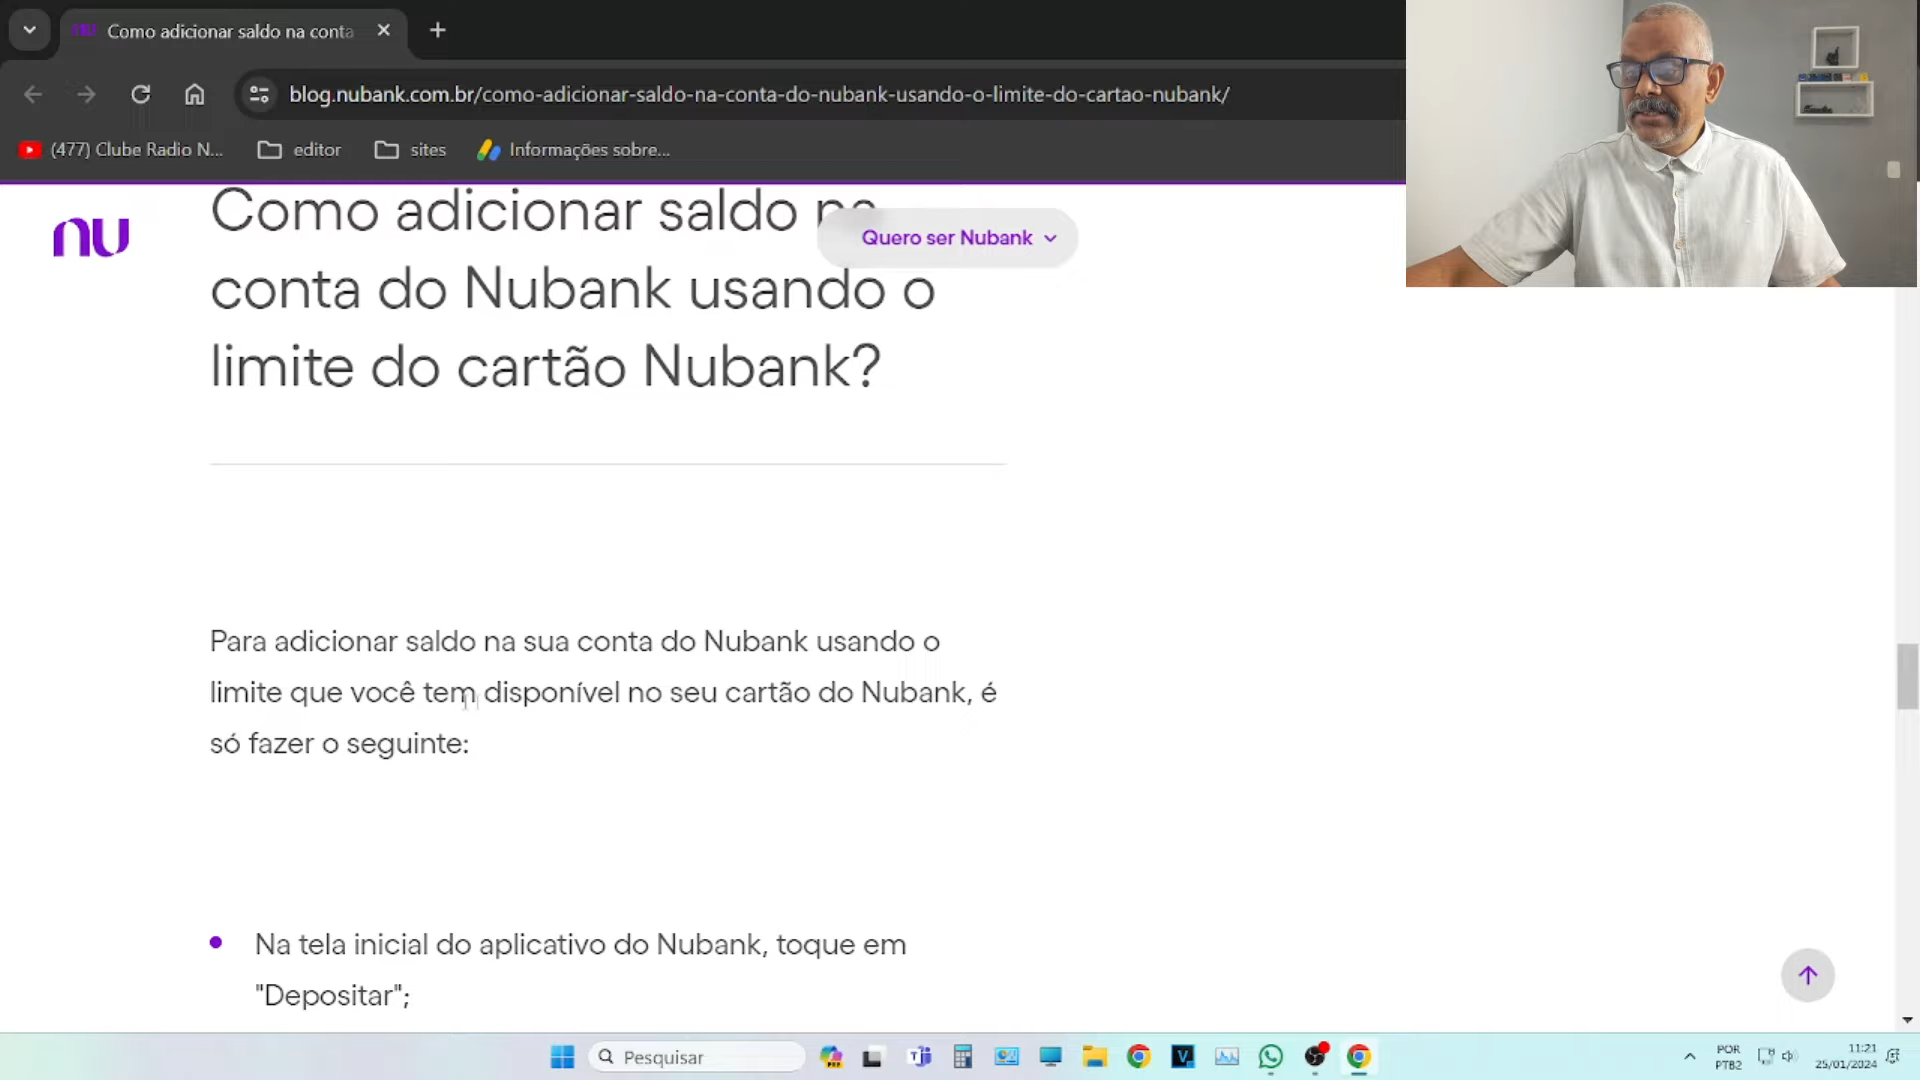 Como adicionar saldo na conta
blog.nubank.com.br/como-adicionar-saldo-na-conta-do-nubank-usando-o-limite-do-cartao-nubank/
(477) Clube Radio N...
editor
sites
Informações sobre...
nu
Como adicionar saldo na
Quero ser Nubank
conta do Nubank usando o
limite do cartão Nubank?
Para adicionar saldo na sua conta do Nubank usando o
limite que você tem disponível no seu cartão do Nubank, é
só fazer o seguinte:
Na tela inicial do aplicativo do Nubank, toque em
"Depositar";
Pesquisar
POR
PTB2
11:21
25/01/2024